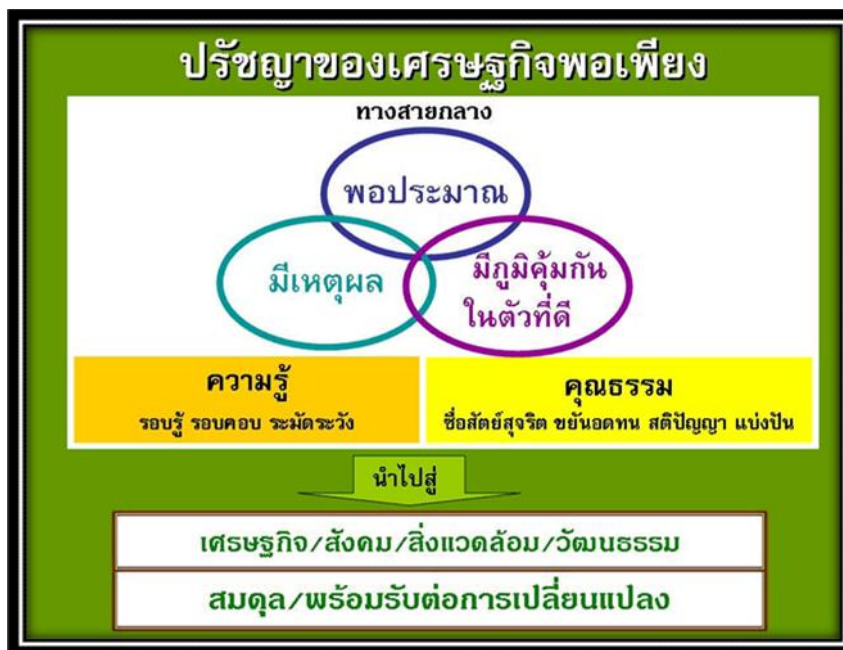 ปรัชญาของเศรษฐกิจพอเพียง
ทางสายกลาง
พอประมาณ
มีเหตุผล
มีภูมิคุ้มกัน
ในตัวที่ดี
ความรู้
รอบรู้ รอบคอบ ระมัดระวัง
คุณธรรม
ซื่อสัตย์สุจริต ขยันอดทน สติปัญญา แบ่งปัน
นำไปสู่
เศรษฐกิจ/สังคม/สิ่งแวดล้อม/วัฒนธรรม
สมดุล/พร้อมรับต่อการเปลี่ยนแปลง